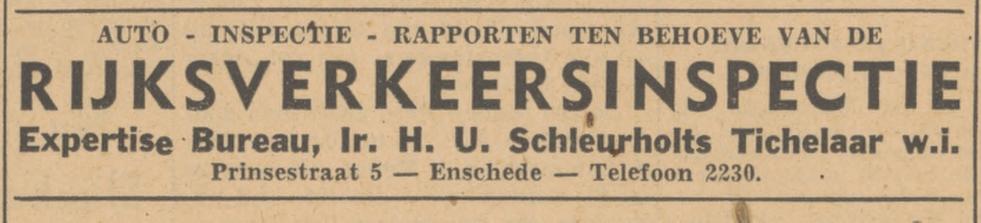 AUTO - INSPECTIE - RAPPORTEN TEN BEHOEVE VAN DE
RIJKSVERKEERSINSPECTIE
Expertise Bureau, Ir. H. U. Schleurholts Tichelaar w.i.
Prinsestraat 5 — Enschede — Telefoon 2230.